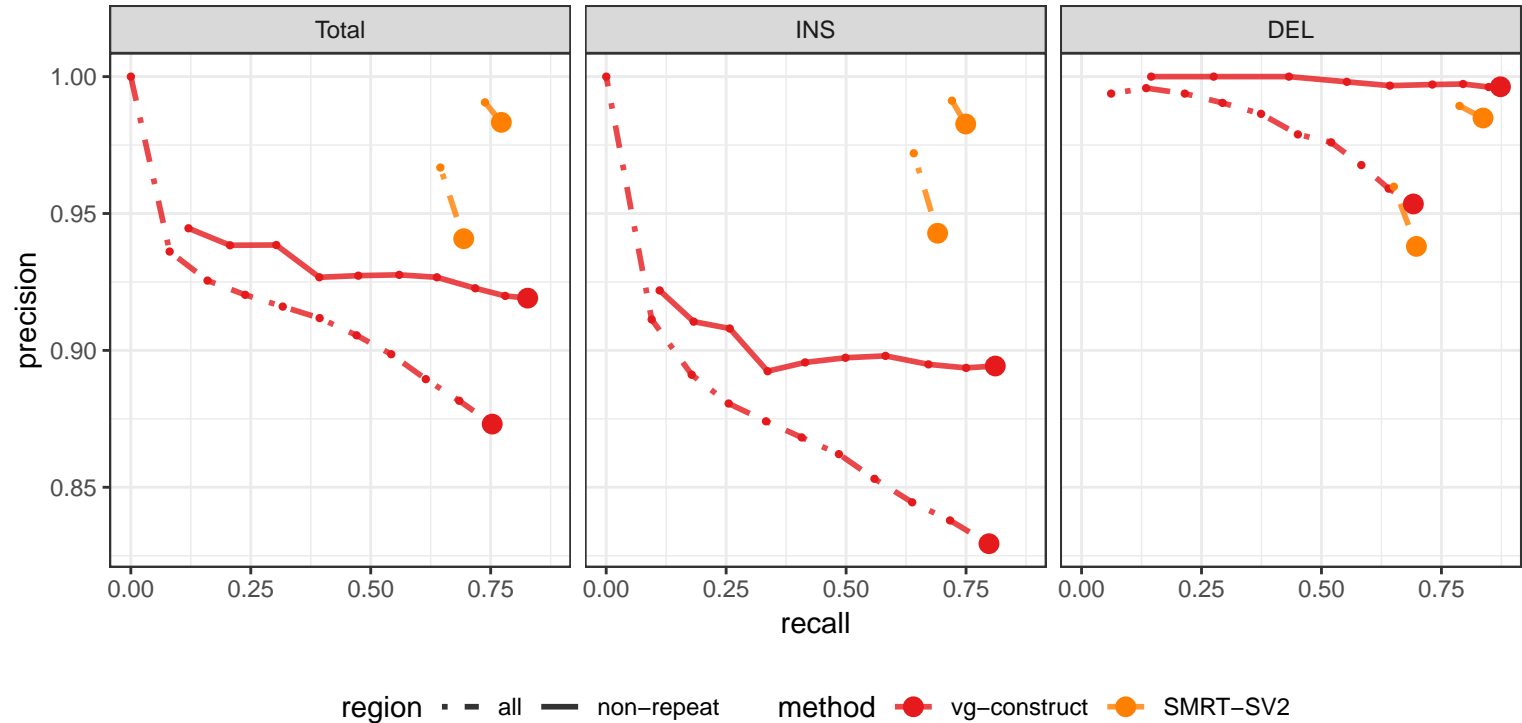 Total INS DEL
1.00
0.95
0.90
0.85
precision
0.00 0.25 0.50 0.75 0.00 0.25 0.50 0.75 0.00 0.25 0.50 0.75
recall
region all non−repeat method vg−construct SMRT−SV2